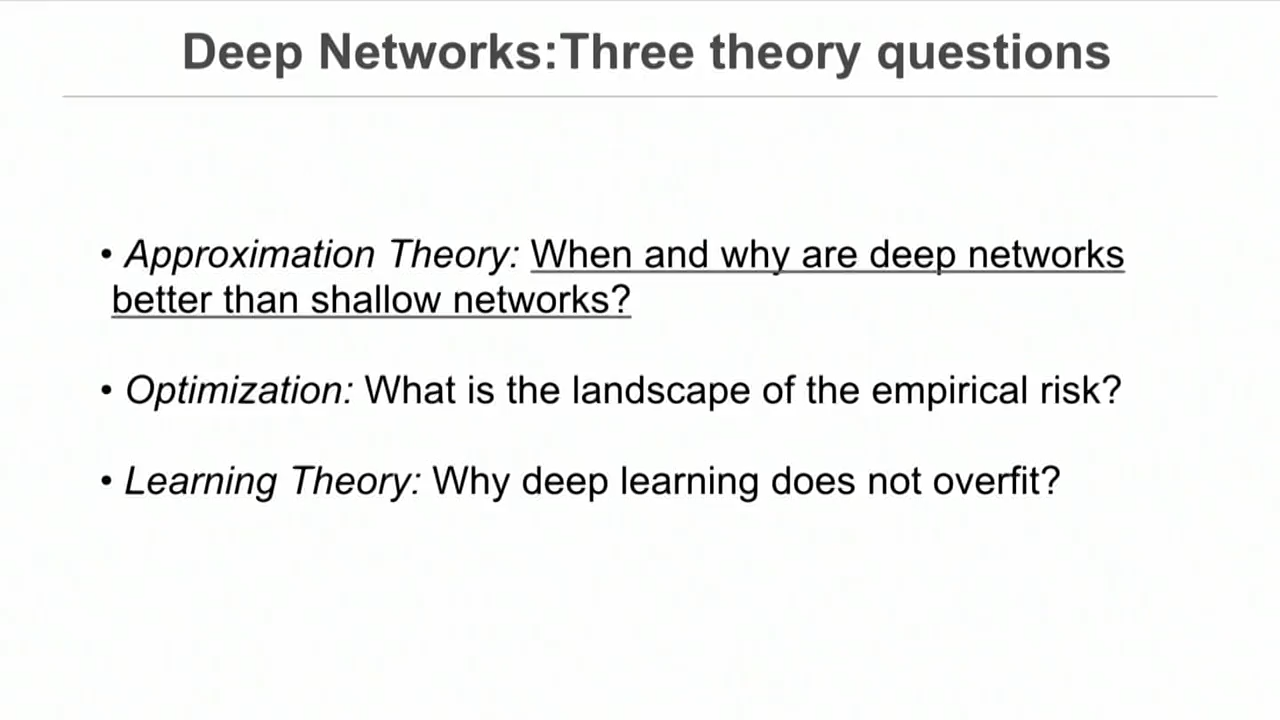 Deep Networks:Three theory questions
• Approximation Theory: When and why are deep networks
better than shallow networks?
• Optimization: What is the landscape of the empirical risk?
• Learning Theory: Why deep learning does not overfit?